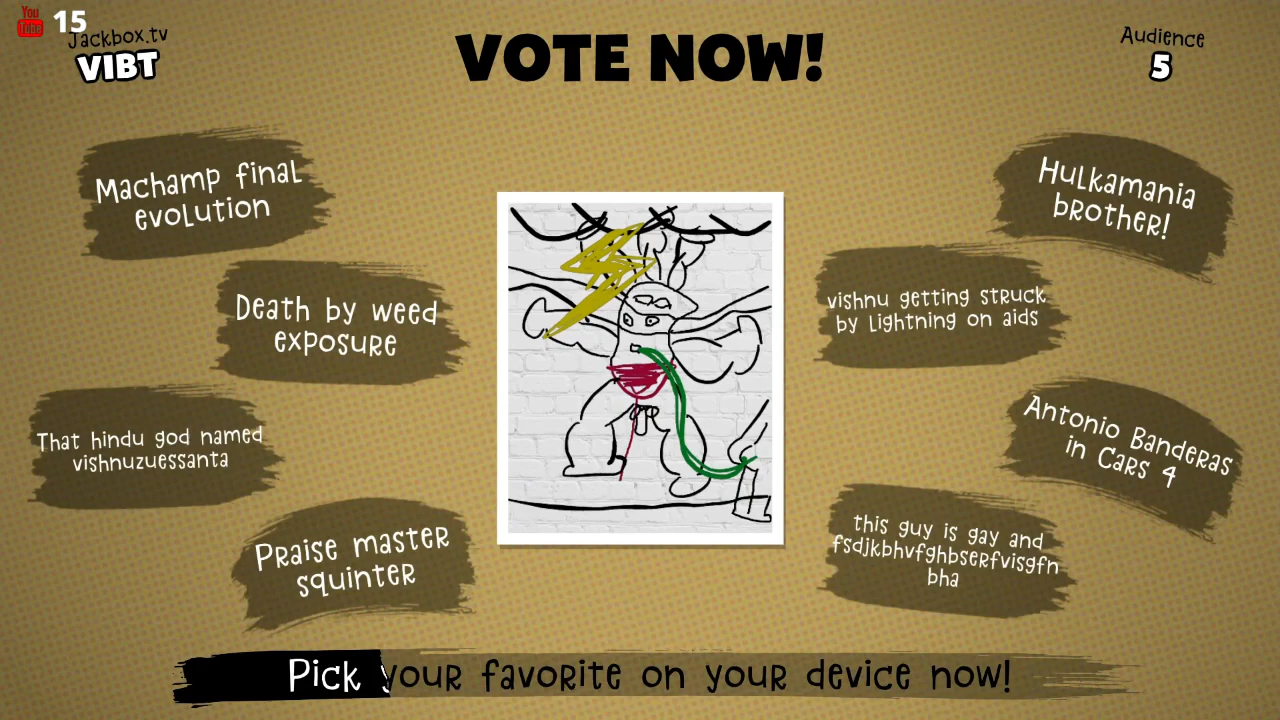 You
Tube
15
Jackbox.tv
VIBT
VOTE NOW!
Audience
5
Machamp final
evolution
Death by weed
exposure
That hindu god named
vishnuzuessanta
Praise master
squinter
Hulkamania
brother!
vishnu getting struck
by lightning on aids
Antonio Banderas
in Cars 4
this guy is gay and
fsdjkbhvfghbserfvisgfn
bha
Pick your favorite on your device now!